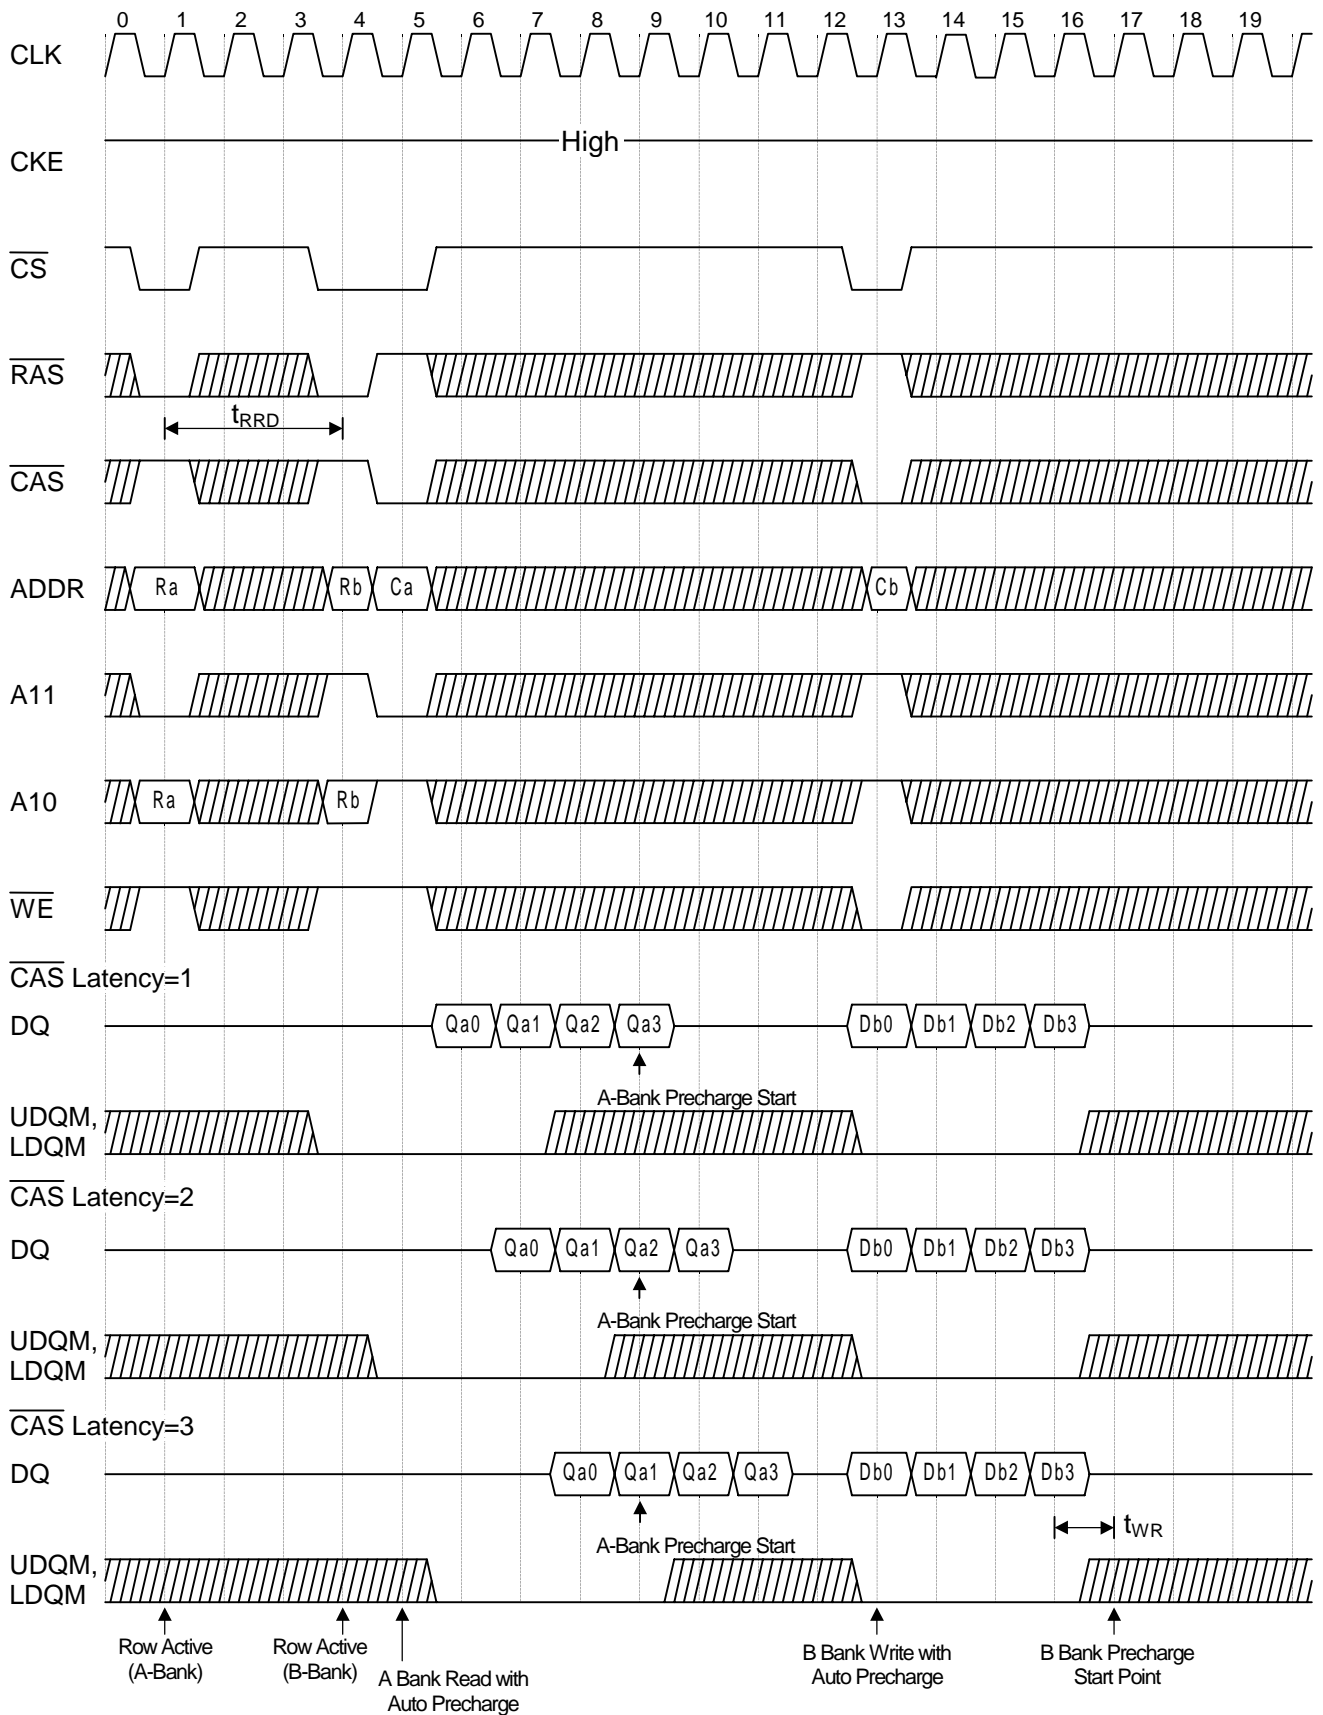 0 1 2 3 4 5 6 7 8 9 10 11 12 13 14 15 16 17 18 19
CLK
High
CKE
CS
RAS
tRRD
CAS
ADDR Ra Rb Ca Cb
A11
A10 Ra Rb
WE
CAS Latency=1
DQ Qa0 Qa1 Qa2 Qa3 Db0 Db1 Db2 Db3
A-Bank Precharge Start
UDQM,
LDQM
CAS Latency=2
DQ Qa0 Qa1 Qa2 Qa3 Db0 Db1 Db2 Db3
A-Bank Precharge Start
UDQM,
LDQM
CAS Latency=3
DQ Qa0 Qa1 Qa2 Qa3 Db0 Db1 Db2 Db3
tWR
A-Bank Precharge Start
UDQM,
LDQM
Row Active
(A-Bank)
Row Active
(B-Bank)
A Bank Read with
Auto Precharge
B Bank Write with
Auto Precharge
B Bank Precharge
Start Point